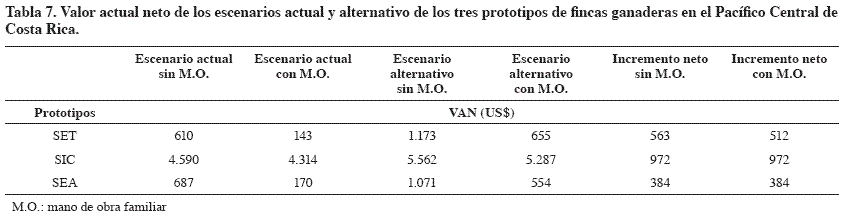 Tabla 7. Valor actual neto de los escenarios actual y alternativo de los tres prototipos de fincas ganaderas en el Pacífico Central de
Costa Rica.
Escenario actual sin M.O. Escenario actual con M.O. Escenario alternativo sin M.O. Escenario alternativo con M.O. Incremento neto sin M.O. Incremento neto con M.O.
Prototipos VAN (US$)
SET 610 143 1.173 655 563 512
SIC 4.590 4.314 5.562 5.287 972 972
SEA 687 170 1.071 554 384 384
M.O.: mano de obra familiar